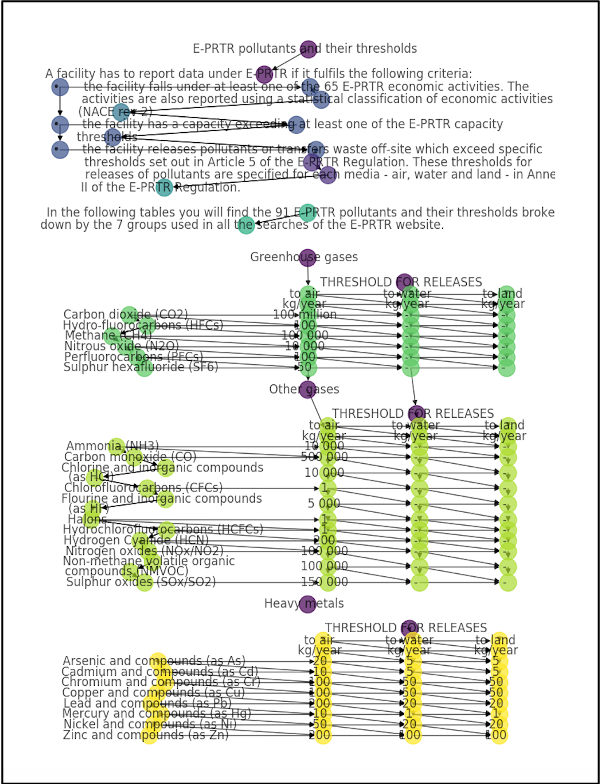 E-PRTR pollutants and their thresholds
A facility has to report data under E-PRTR if it fulfils the following criteria:
the facility falls under at least one of the 65 E-PRTR economic activities. The
activities are also reported using a statistical classification of economic activities
(NACE rev 2)
the facility has a capacity exceeding at least one of the E-PRTR capacity
thresholds
the facility releases pollutants or transfers waste off-site which exceed specific
thresholds set out in Article 5 of the E-PRTR Regulation. These thresholds for
releases of pollutants are specified for each media - air, water and land - in Anne
II of the E-PRTR Regulation.
In the following tables you will find the 91 E-PRTR pollutants and their thresholds broke
down by the 7 groups used in all the searches of the E-PRTR website.
Greenhouse gases
THRESHOLD FOR RELEASES
to air to water to land
kg/year kg/year kg/year
Carbon dioxide (CO2) 100 million - -
Hydro-fluorocarbons (HFCs) 100 - -
Methane (CH4) 100 000 - -
Nitrous oxide (N2O) 10 000 - -
Perfluorocarbons (PFCs) 100 - -
Sulphur hexafluoride (SF6) 50 - -
Other gases
THRESHOLD FOR RELEASES
to air to water to land
kg/year kg/year kg/year
Ammonia (NH3) 10 000 - -
Carbon monoxide (CO) 500 000 - -
Chlorine and inorganic compounds
(as HCl) 10 000 - -
Chlorofluorocarbons (CFCs) 1 - -
Flourine and inorganic compounds
(as HF) 5 000 - -
Halons 1 - -
Hydrochlorofluorocarbons (HCFCs) 1 - -
Hydrogen Cyanide (HCN) 200 - -
Nitrogen oxides (NOx/NO2) 100 000 - -
Non-methane volatile organic
compounds (NMVOC) 100 000 - -
Sulphur oxides (SOx/SO2) 150 000 - -
Heavy metals
THRESHOLD FOR RELEASES
to air to water to land
kg/year kg/year kg/year
Arsenic and compounds (as As) 20 5 5
Cadmium and compounds (as Cd) 10 5 5
Chromium and compounds (as Cr) 100 50 50
Copper and compounds (as Cu) 100 50 50
Lead and compounds (as Pb) 200 20 20
Mercury and compounds (as Hg) 10 1 1
Nickel and compounds (as Ni) 50 20 20
Zinc and compounds (as Zn) 200 100 100